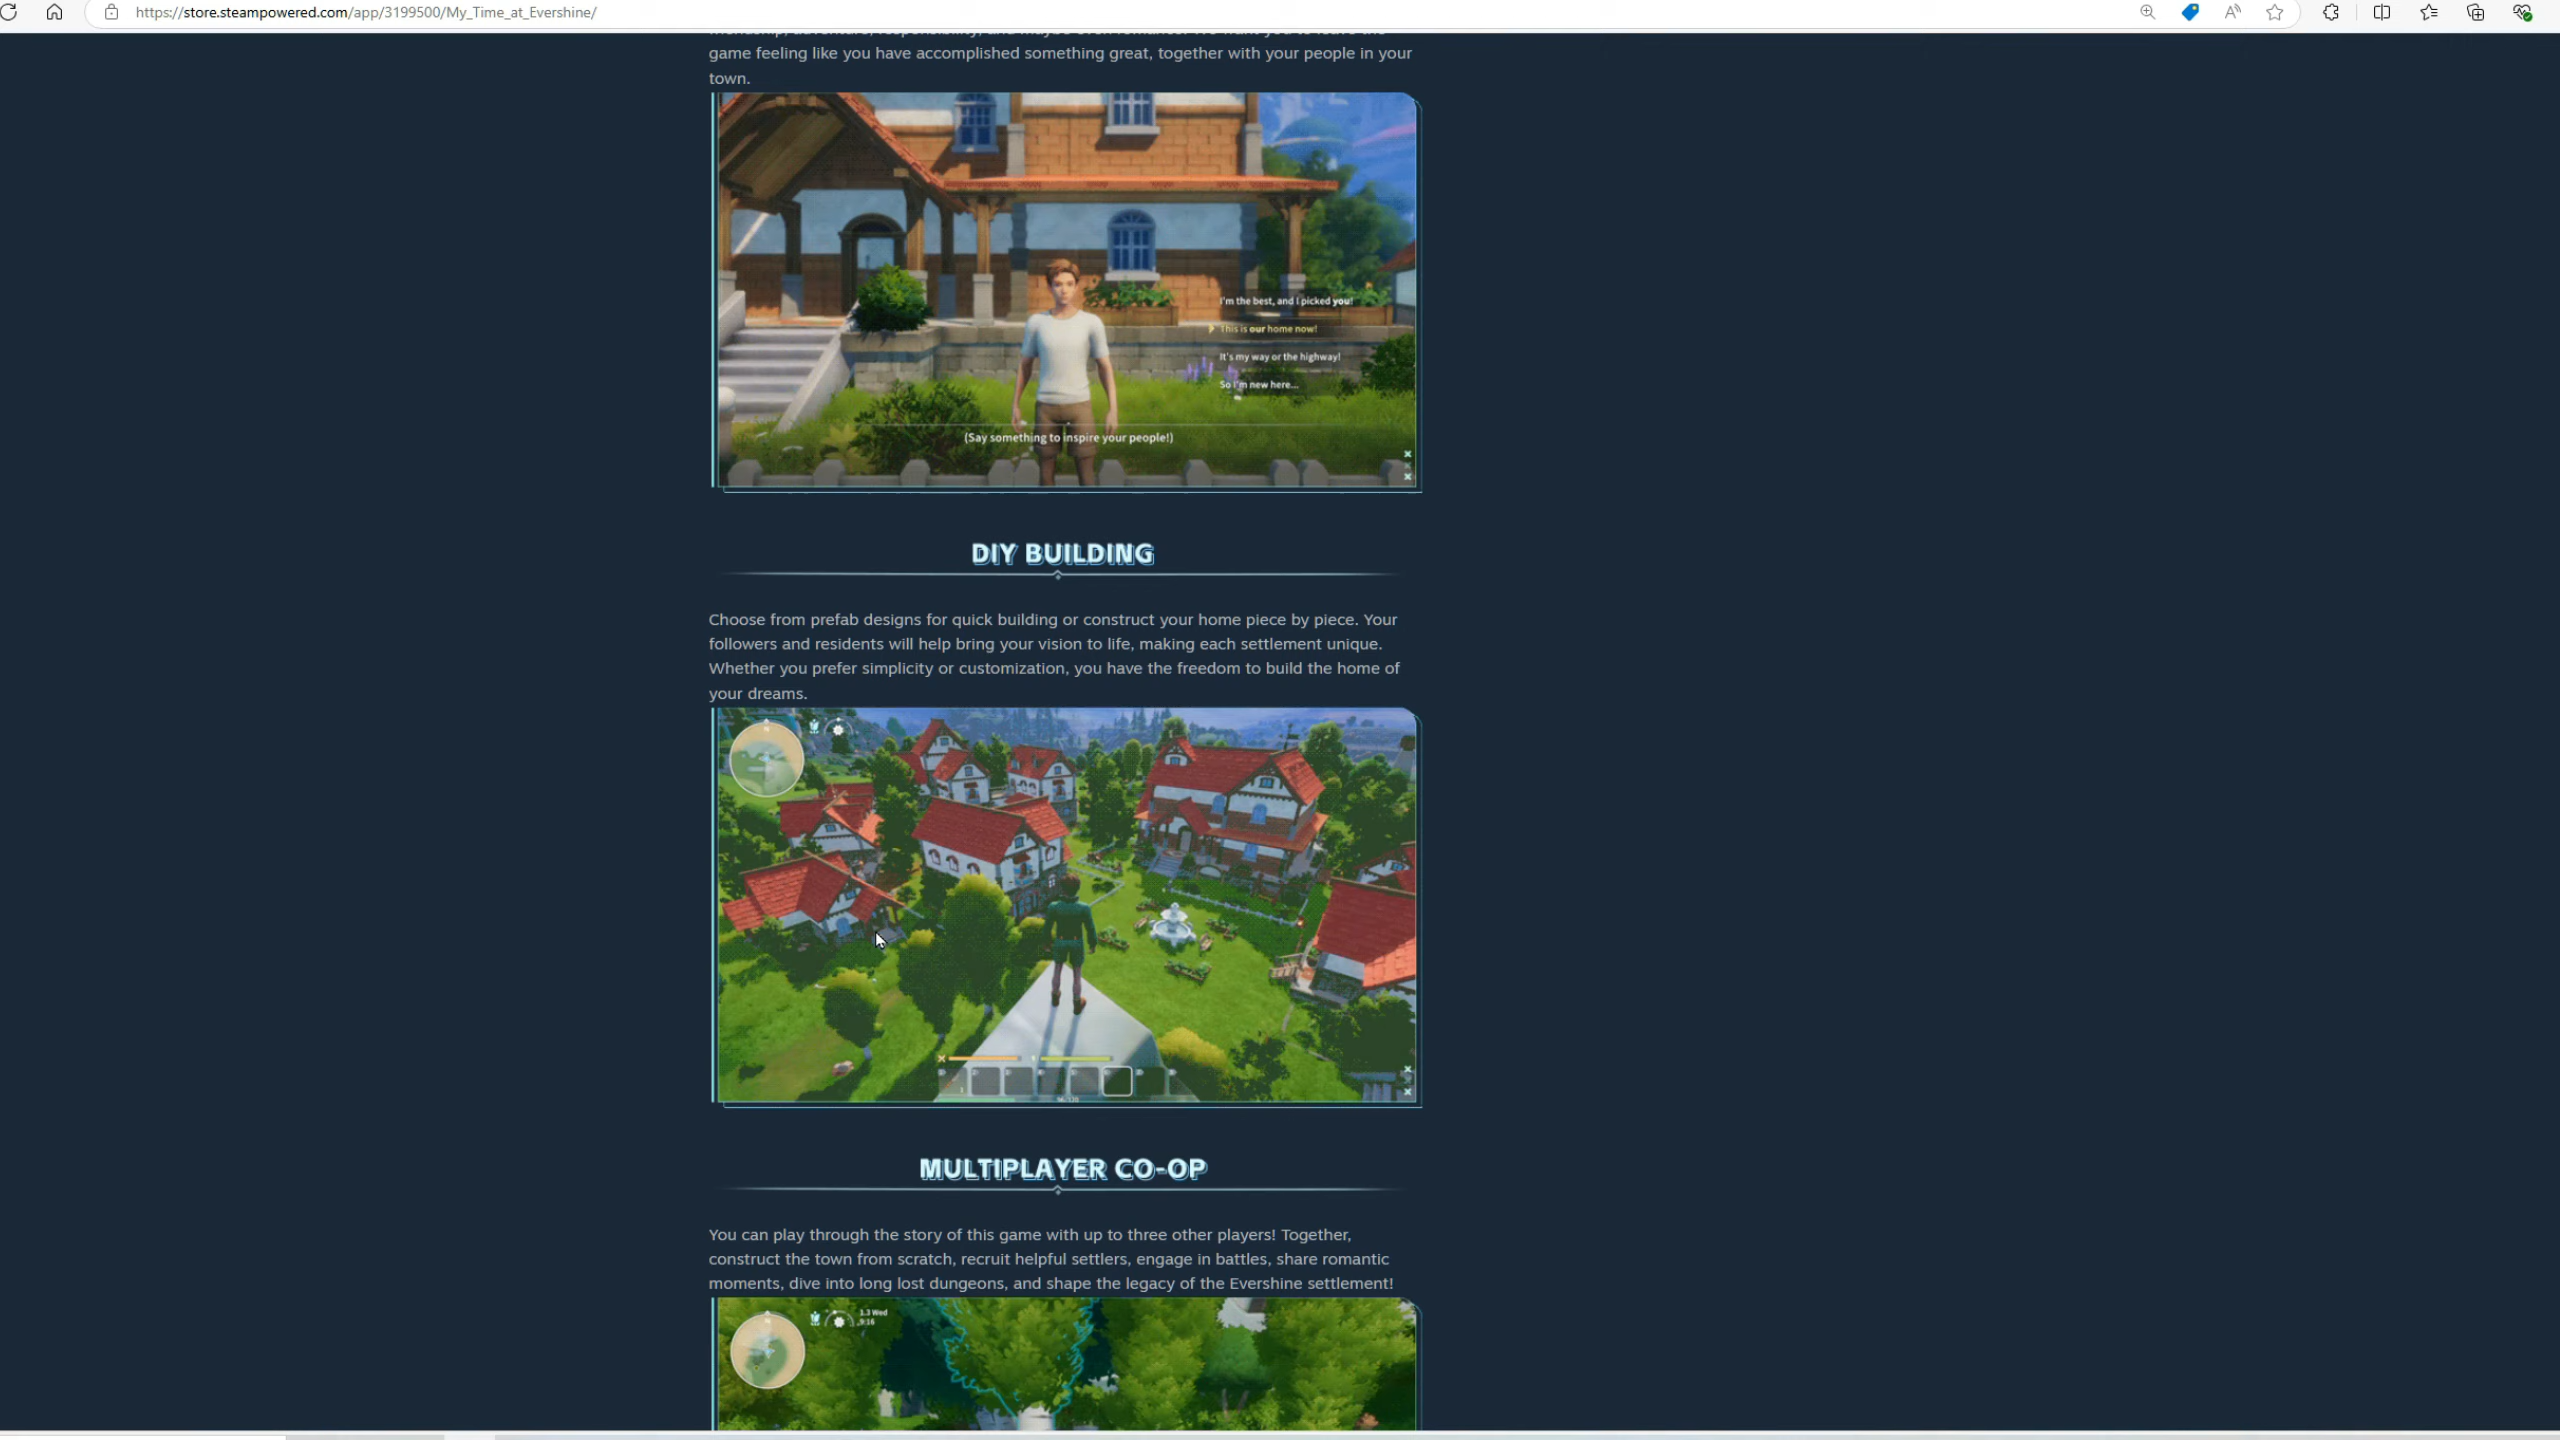 https://store.steampowered.com/app/3199500/My_Time_at_Evershine/
game feeling like you have accomplished something great, together with your people in your
town.
I'm the best, and I picked you!
This is our home now!
It's my way or the highway!
So I'm new here...
(Say something to inspire your people!)
DIY BUILDING
Choose from prefab designs for quick building or construct your home piece by piece. Your
followers and residents will help bring your vision to life, making each settlement unique.
Whether you prefer simplicity or customization, you have the freedom to build the home of
your dreams.
MULTIPLAYER CO-OP
You can play through the story of this game with up to three other players! Together,
construct the town from scratch, recruit helpful settlers, engage in battles, share romantic
moments, dive into long lost dungeons, and shape the legacy of the Evershine settlement!
1.3 Wed
9:16